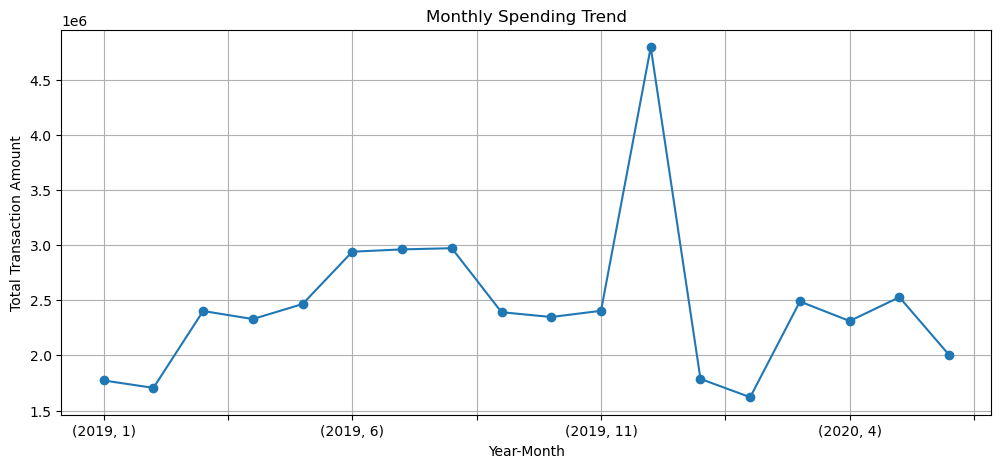 Monthly Spending Trend
1e6
4.5
4.0
3.5
3.0
2.5
2.0
1.5
Total Transaction Amount
(2019, 1) (2019, 6) (2019, 11) (2020, 4)
Year-Month